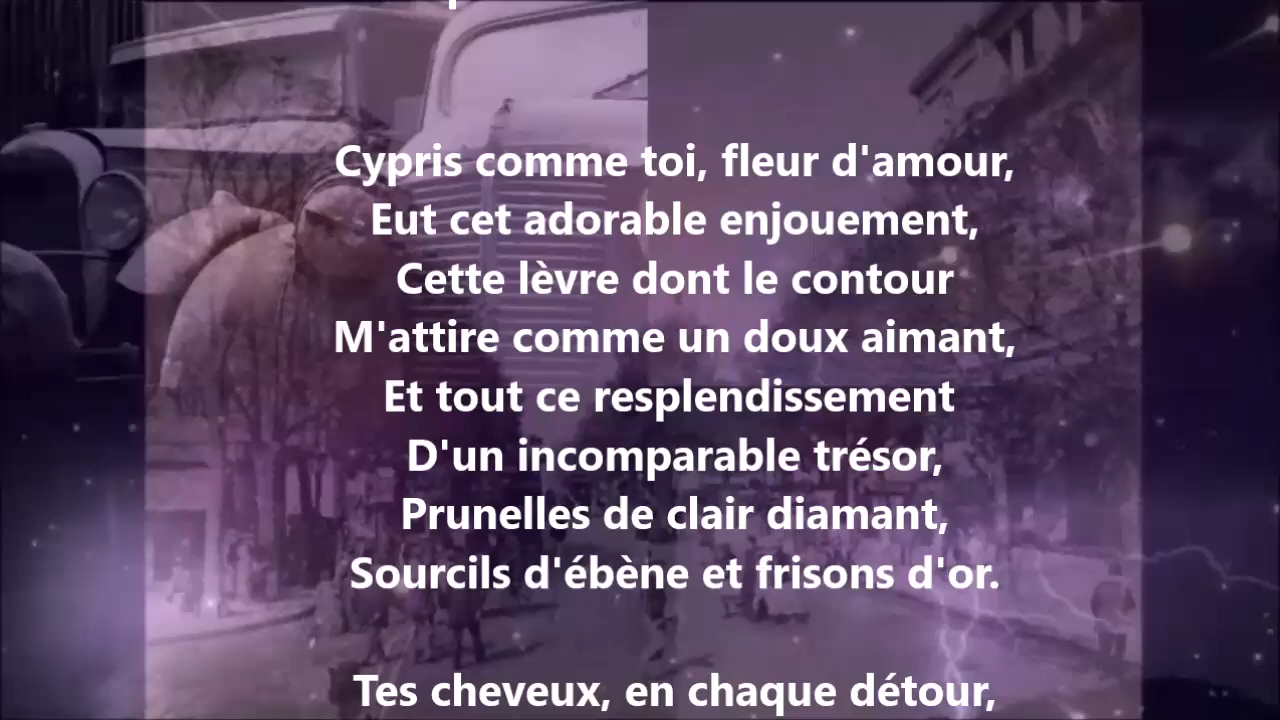 Cypris comme toi, fleur d'amour,
Eut cet adorable enjouement,
Cette lèvre dont le contour
M'attire comme un doux aimant,
Et tout ce resplendissement
D'un incomparable trésor,
Prunelles de clair diamant,
Sourcils d'ébène et frisons d'or.
Tes cheveux, en chaque détour,